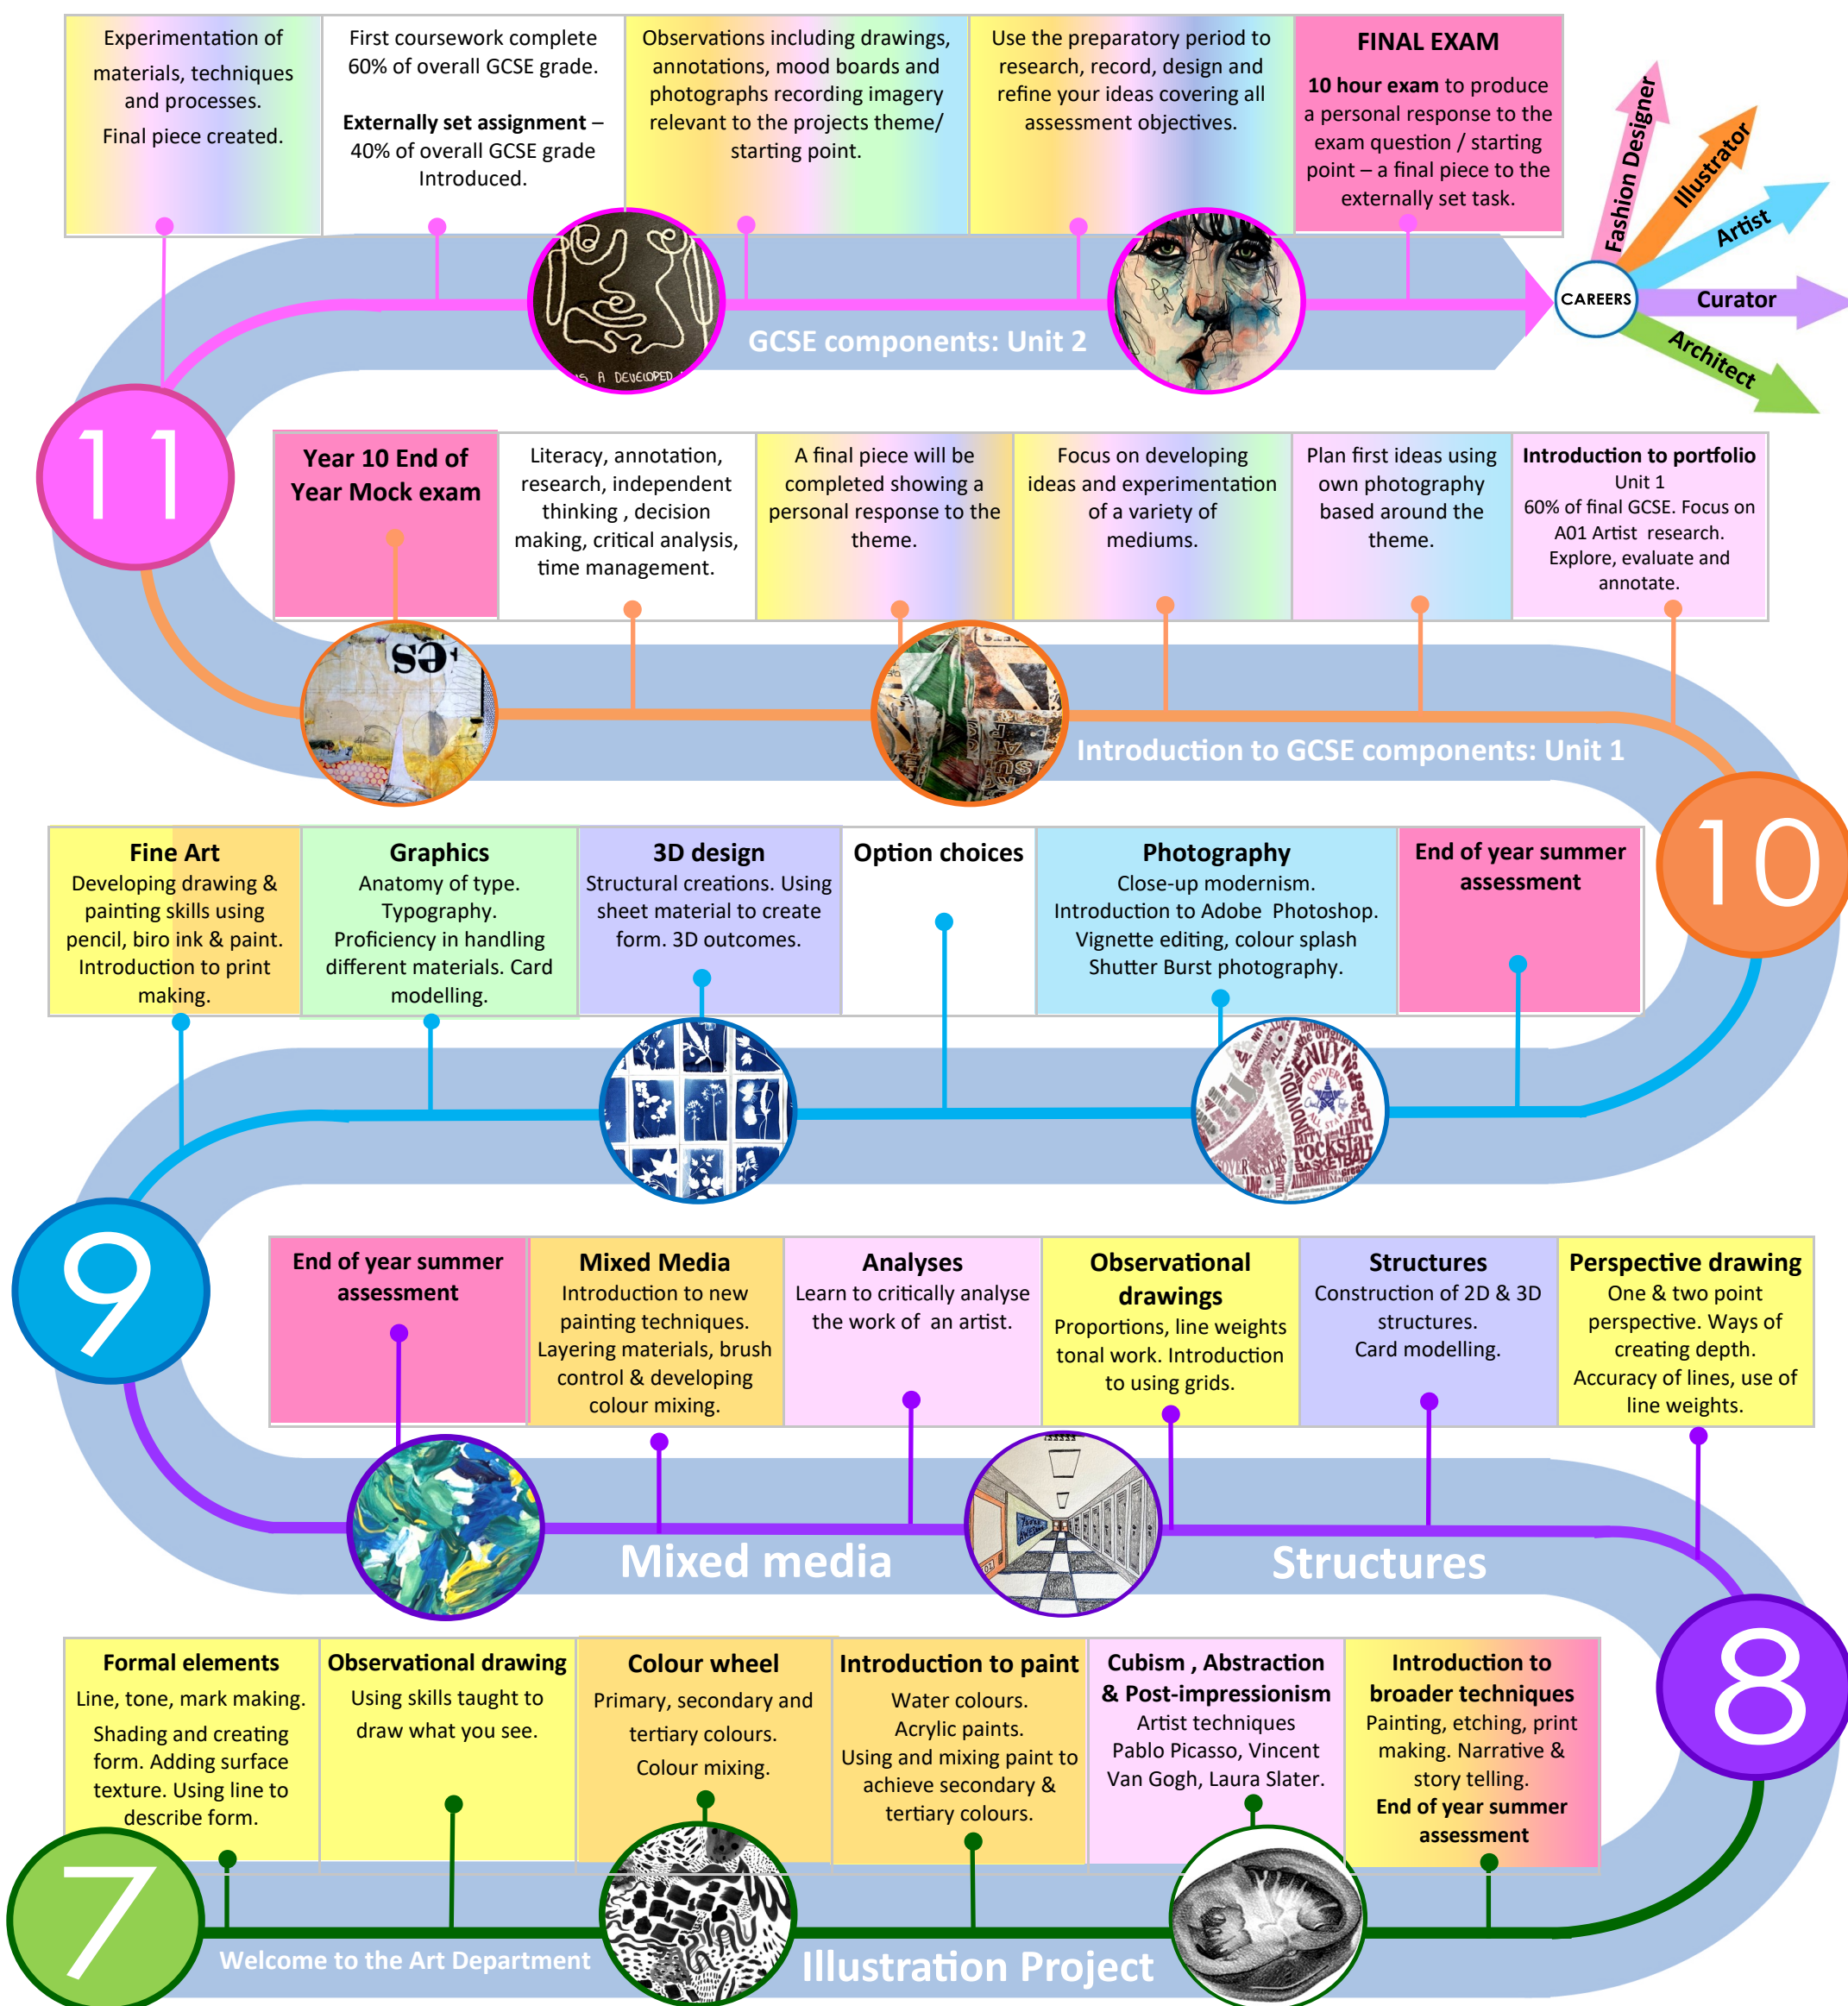 Experimentation of
materials, techniques
and processes.
Final piece created.
First coursework complete
60% of overall GCSE grade.
Externally set assignment –
40% of overall GCSE grade
Introduced.
Observations including drawings,
annotations, mood boards and
photographs recording imagery
relevant to the projects theme/
starting point.
Use the preparatory period to
research, record, design and
refine your ideas covering all
assessment objectives.
FINAL EXAM
10 hour exam to produce
a personal response to the
exam question / starting
point – a final piece to the
externally set task.
Fashion Designer
Illustrator
Artist
Curator
Architect
CAREERS
IS A DEVELOPED
GCSE components: Unit 2
11
Year 10 End of
Year Mock exam
Literacy, annotation,
research, independent
thinking , decision
making, critical analysis,
time management.
A final piece will be
completed showing a
personal response to the
theme.
Focus on developing
ideas and experimentation
of a variety of
mediums.
Plan first ideas using
own photography
based around the
theme.
Introduction to portfolio
Unit 1
60% of final GCSE. Focus on
A01 Artist  research.
Explore, evaluate and
annotate.
Introduction to GCSE components: Unit 1
10
Fine Art
Developing drawing &
painting skills using
pencil, biro ink & paint.
Introduction to print
making.
Graphics
Anatomy of type.
Typography.
Proficiency in handling
different materials. Card
modelling.
3D design
Structural creations. Using
sheet material to create
form. 3D outcomes.
Option choices
Photography
Close-up modernism.
Introduction to Adobe  Photoshop.
Vignette editing, colour splash
Shutter Burst photography.
End of year summer
assessment
the original
ENVY
1930
INDIVIDU
CONVERSE
ALL STAR
rockstar
BASKETBALL
ALTERNATIVE
9
End of year summer
assessment
Mixed Media
Introduction to new
painting techniques.
Layering materials, brush
control & developing
colour mixing.
Analyses
Learn to critically analyse
the work of  an artist.
Observational
drawings
Proportions, line weights
tonal work. Introduction
to using grids.
Structures
Construction of 2D & 3D
structures.
Card modelling.
Perspective drawing
One & two point
perspective. Ways of
creating depth.
Accuracy of lines, use of
line weights.
Mixed media
Structures
8
Formal elements
Line, tone, mark making.
Shading and creating
form. Adding surface
texture. Using line to
describe form.
Observational drawing
Using skills taught to
draw what you see.
Colour wheel
Primary, secondary and
tertiary colours.
Colour mixing.
Introduction to paint
Water colours.
Acrylic paints.
Using and mixing paint to
achieve secondary &
tertiary colours.
Cubism , Abstraction
& Post-impressionism
Artist techniques
Pablo Picasso, Vincent
Van Gogh, Laura Slater.
Introduction to
broader techniques
Painting, etching, print
making. Narrative &
story telling.
End of year summer
assessment
7
Welcome to the Art Department
Illustration Project